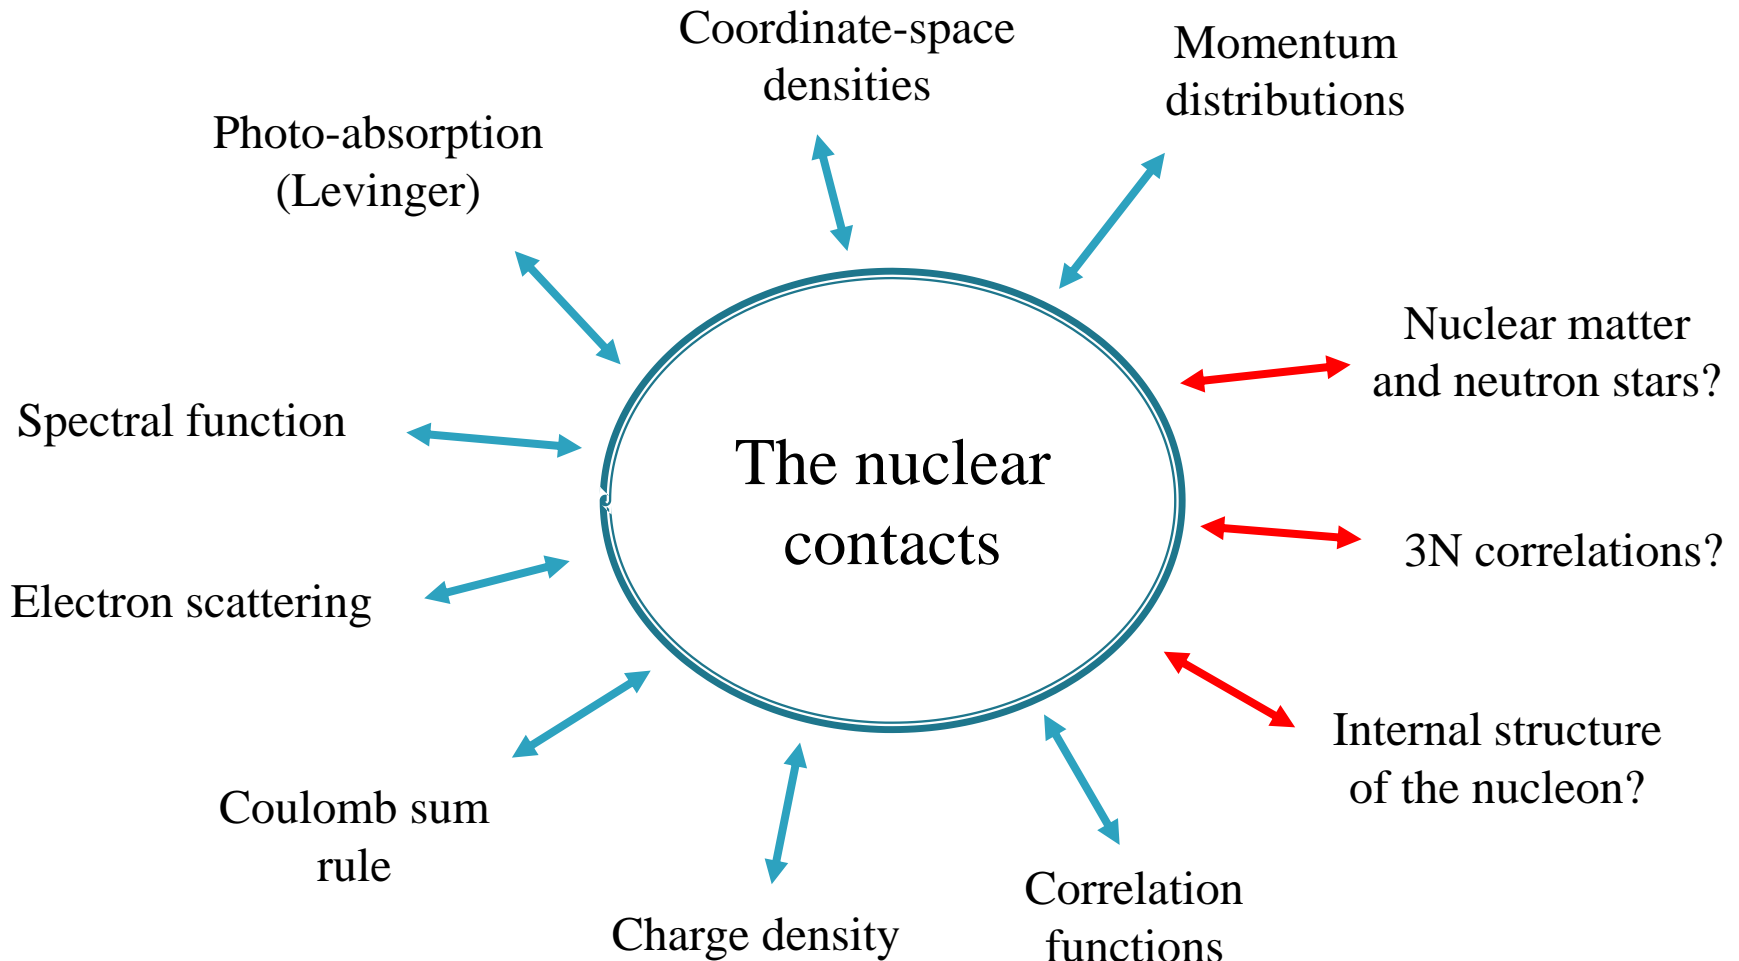 Coordinate-space
densities
Momentum
distributions
Photo-absorption
(Levinger)
Nuclear matter
and neutron stars?
Spectral function
The nuclear
contacts
3N correlations?
Electron scattering
Internal structure
of the nucleon?
Coulomb sum
rule
Charge density
Correlation
functions